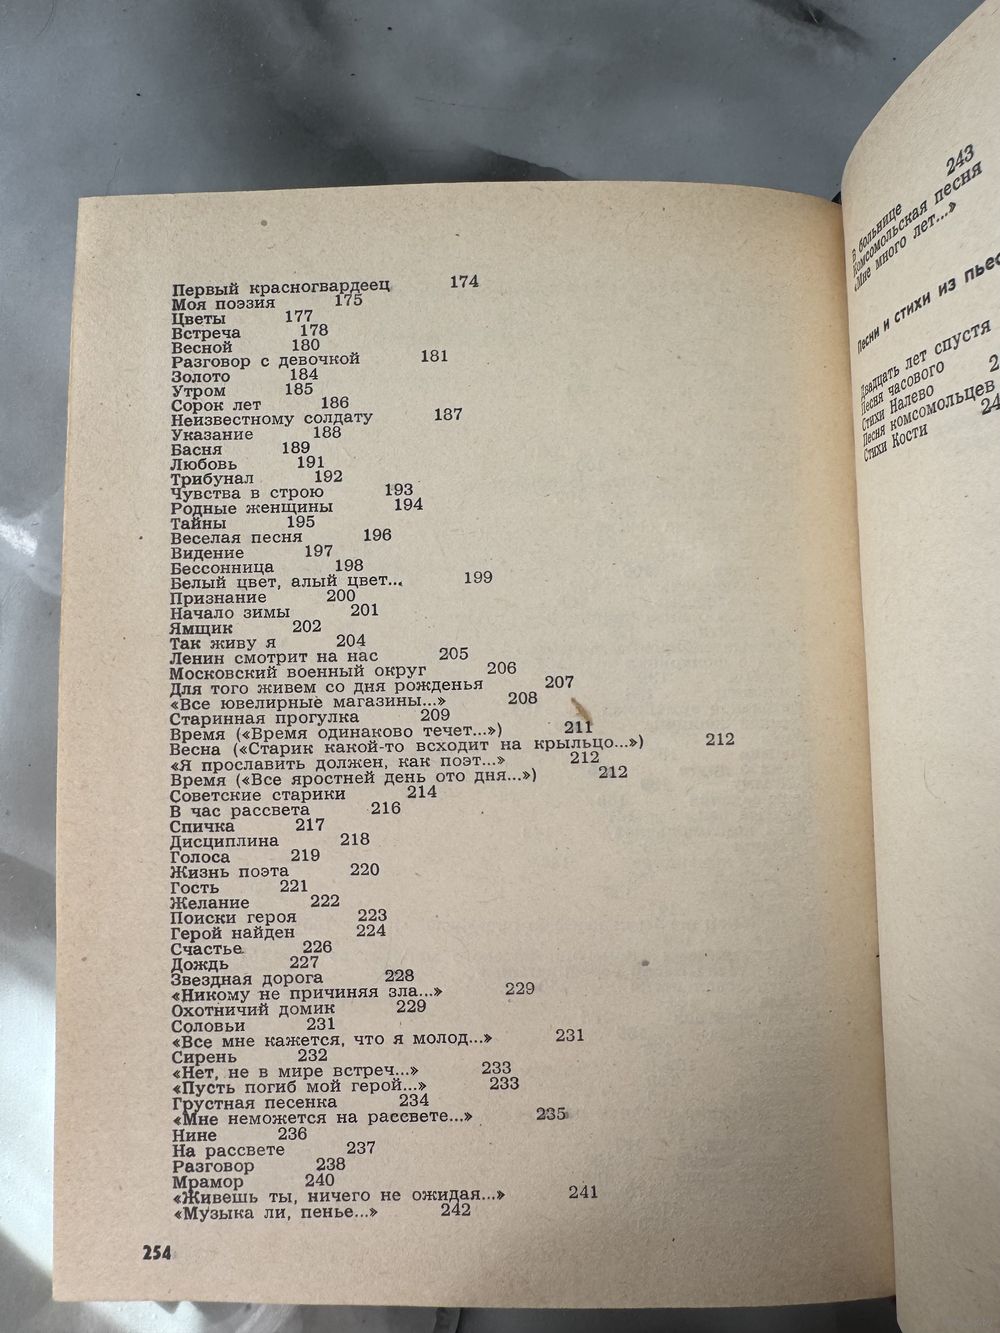 Первый красногвардеец 174
Моя поэзия 175
Цветы 177
Встреча 178
Весной 180
Разговор с девочкой 181
Золото 184
Утром 185
Сорок лет 186
Неизвестному солдату 187
Указание 188
Басня 189
Любовь 191
Трибунал 192
Чувства в строю 193
Родные женщины 194
Тайны 195
Веселая песня 196
Видение 197
Бессонница 198
Белый цвет, алый цвет... 199
Признание 200
Начало зимы 201
Ямщик 202
Так живу я 204
Ленин смотрит на нас 205
Московский военный округ 206
Для того живем со дня рожденья 207
«Все ювелирные магазины...» 208
Старинная прогулка 209
Время («Время одинаково течет...») 211
Весна («Старик какой-то всходит на крыльцо...») 212
«Я прославить должен, как поэт...» 212
Время («Все яростней день ото дня...») 212
Советские старики 214
В час рассвета 216
Спичка 217
Дисциплина 218
Голоса 219
Жизнь поэта 220
Гость 221
Желание 222
Поиски героя 223
Герой найден 224
Счастье 226
Дождь 227
Звездная дорога 228
«Никому не причиняя зла...» 229
Охотничий домик 229
Соловьи 231
«Все мне кажется, что я молод...» 231
Сирень 232
«Нет, не в мире встреч...» 233
«Пусть погиб мой герой...» 233
Грустная песенка 234
«Мне неможется на рассвете...» 235
Нине 236
На рассвете 237
Разговор 238
Мрамор 240
«Живешь ты, ничего не ожидая...» 241
«Музыка ли, пенье...» 242
254
В больнице 243
Комсомольская песня
«Мне много лет...»
Песни и стихи из пьес
Двадцать лет спустя
Песня часового
Стихи Налево
Песня комсомольцев
Стихи Кости